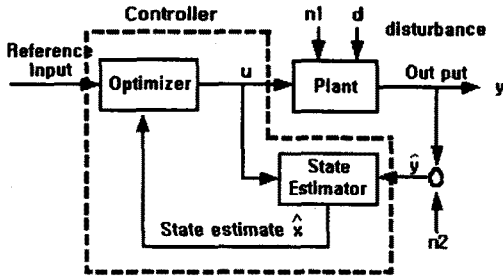 Controller
n1
d
disturbance
Reference
Input
Optimizer
u
Plant
Out put
y
State
Estimator
ŷ
State estimate x̂
n2